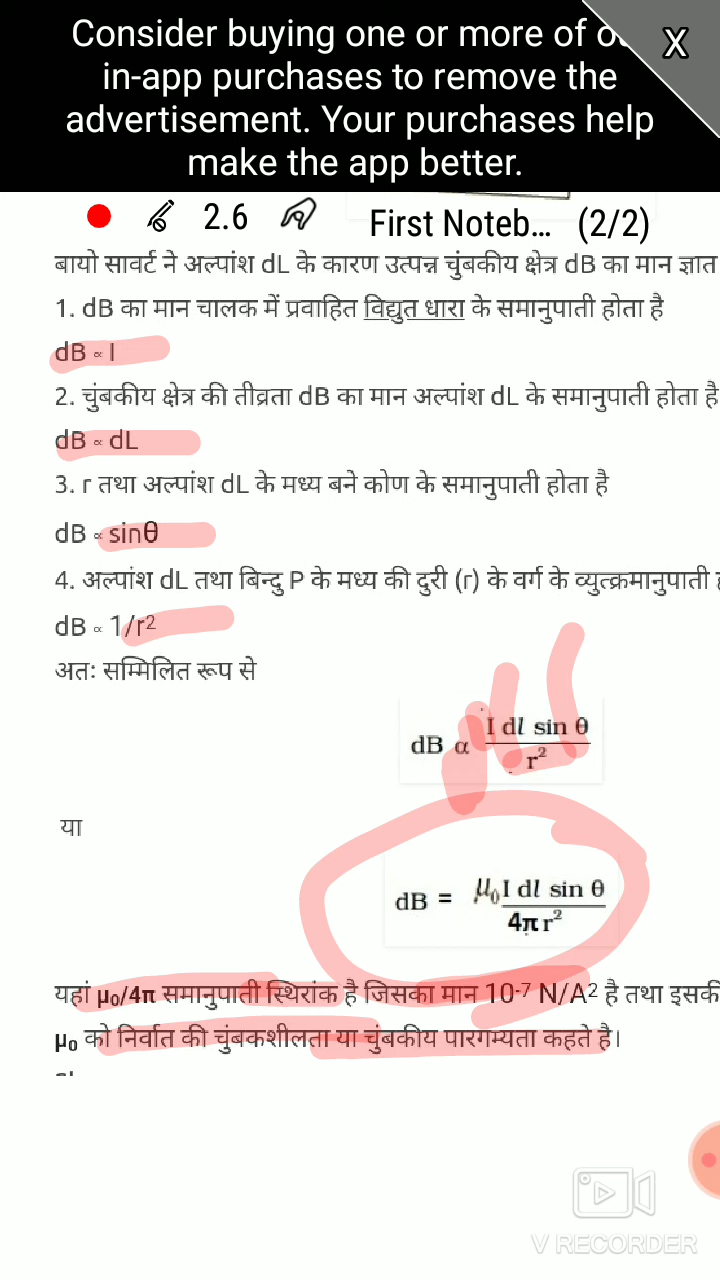 Consider buying one or more of o
in-app purchases to remove the
advertisement. Your purchases help
make the app better.
X
2.6 First Noteb... (2/2)
बायो सावर्ट ने अल्पांश dL के कारण उत्पन्न चुंबकीय क्षेत्र dB का मान ज्ञात
1. dB का मान चालक में प्रवाहित विद्युत धारा के समानुपाती होता है
dB ∝ I
2. चुंबकीय क्षेत्र की तीव्रता dB का मान अल्पांश dL के समानुपाती होता है
dB ∝ dL
3. r तथा अल्पांश dL के मध्य बने कोण के समानुपाती होता है
dB ∝ sinθ
4. अल्पांश dL तथा बिन्दु P के मध्य की दुरी (r) के वर्ग के व्युत्क्रमानुपाती
dB ∝ 1/r²
अतः सम्मिलित रूप से
dB α I dl sin θ / r²
या
dB = μ₀ I dl sin θ / 4π r²
यहां μ₀/4π समानुपाती स्थिरांक है जिसका मान 10⁻⁷ N/A² है तथा इसकी
μ₀ को निर्वात की चुंबकशीलता या चुंबकीय पारगम्यता कहते है।
V RECORDER